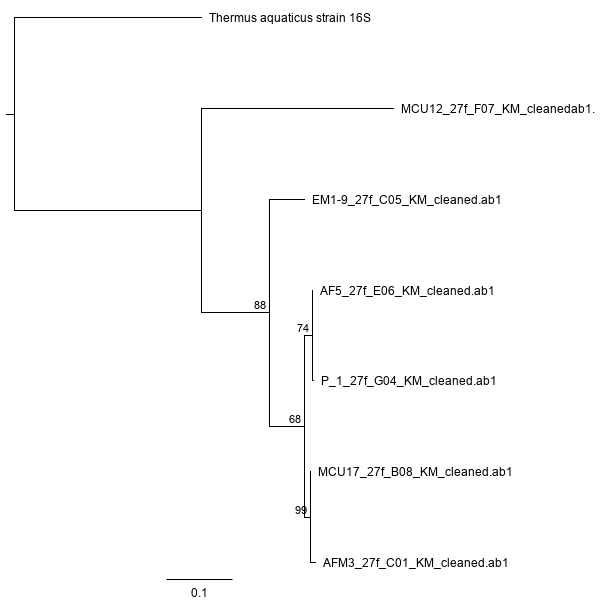 Thermus aquaticus strain 16S
MCU12_27f_F07_KM_cleanedab1.
EM1-9_27f_C05_KM_cleaned.ab1
88
AF5_27f_E06_KM_cleaned.ab1
74
P_1_27f_G04_KM_cleaned.ab1
68
MCU17_27f_B08_KM_cleaned.ab1
99
AFM3_27f_C01_KM_cleaned.ab1
0.1